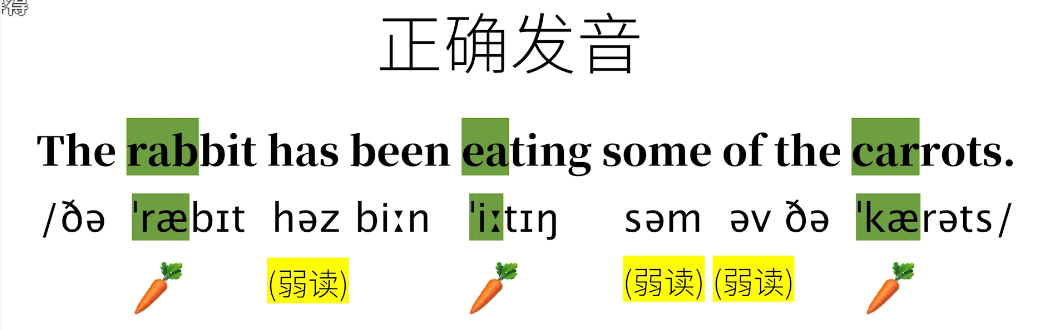 得
正确发音
The rabbit has been eating some of the carrots.
/ðə ˈræbɪt həz biːn ˈiːtɪŋ səm əv ðə ˈkærəts/
(弱读) (弱读) (弱读)